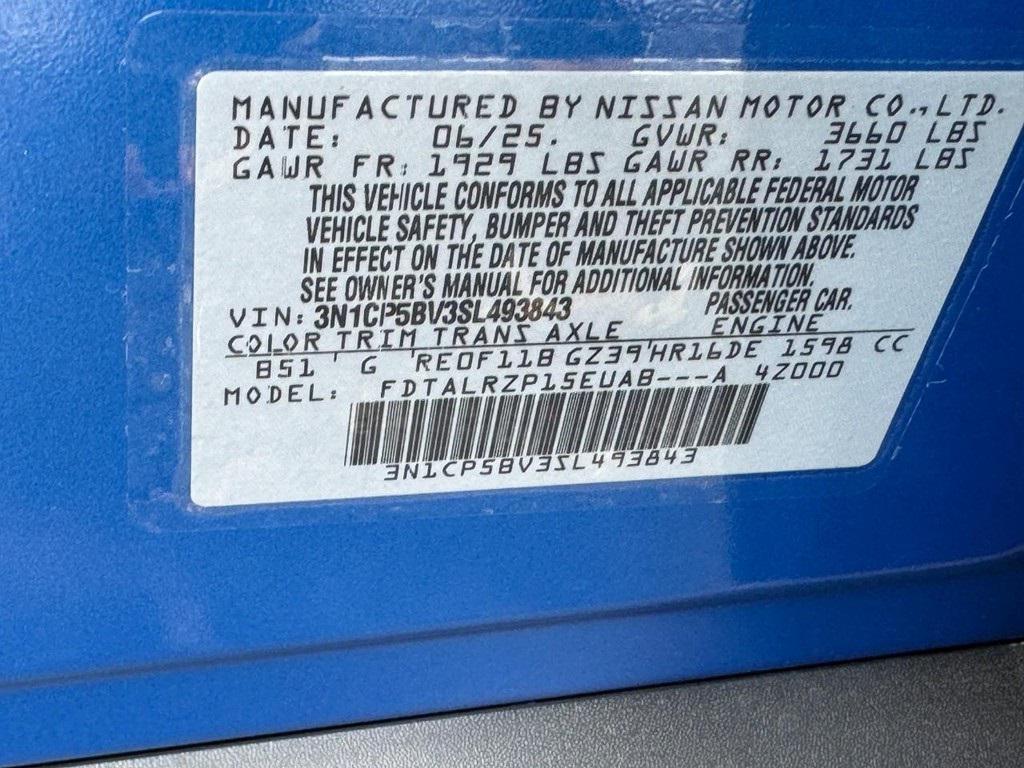 MANUFACTURED BY NISSAN MOTOR CO., LTD.
DATE: 06/25. GVWR: 3660 LBS
GAWR FR: 1929 LBS GAWR RR: 1731 LBS
THIS VEHICLE CONFORMS TO ALL APPLICABLE FEDERAL MOTOR
VEHICLE SAFETY, BUMPER AND THEFT PREVENTION STANDARDS
IN EFFECT ON THE DATE OF MANUFACTURE SHOWN ABOVE.
SEE OWNER'S MANUAL FOR ADDITIONAL INFORMATION.
VIN: 3N1CP5BV3SL493843 PASSENGER CAR.
COLOR TRIM TRANS AXLE ENGINE
B51 G RE0F11B GZ39 HR16DE 1598 CC
MODEL: FDTALRZP15EUAB---A 4Z000
3N1CP5BV3SL493843